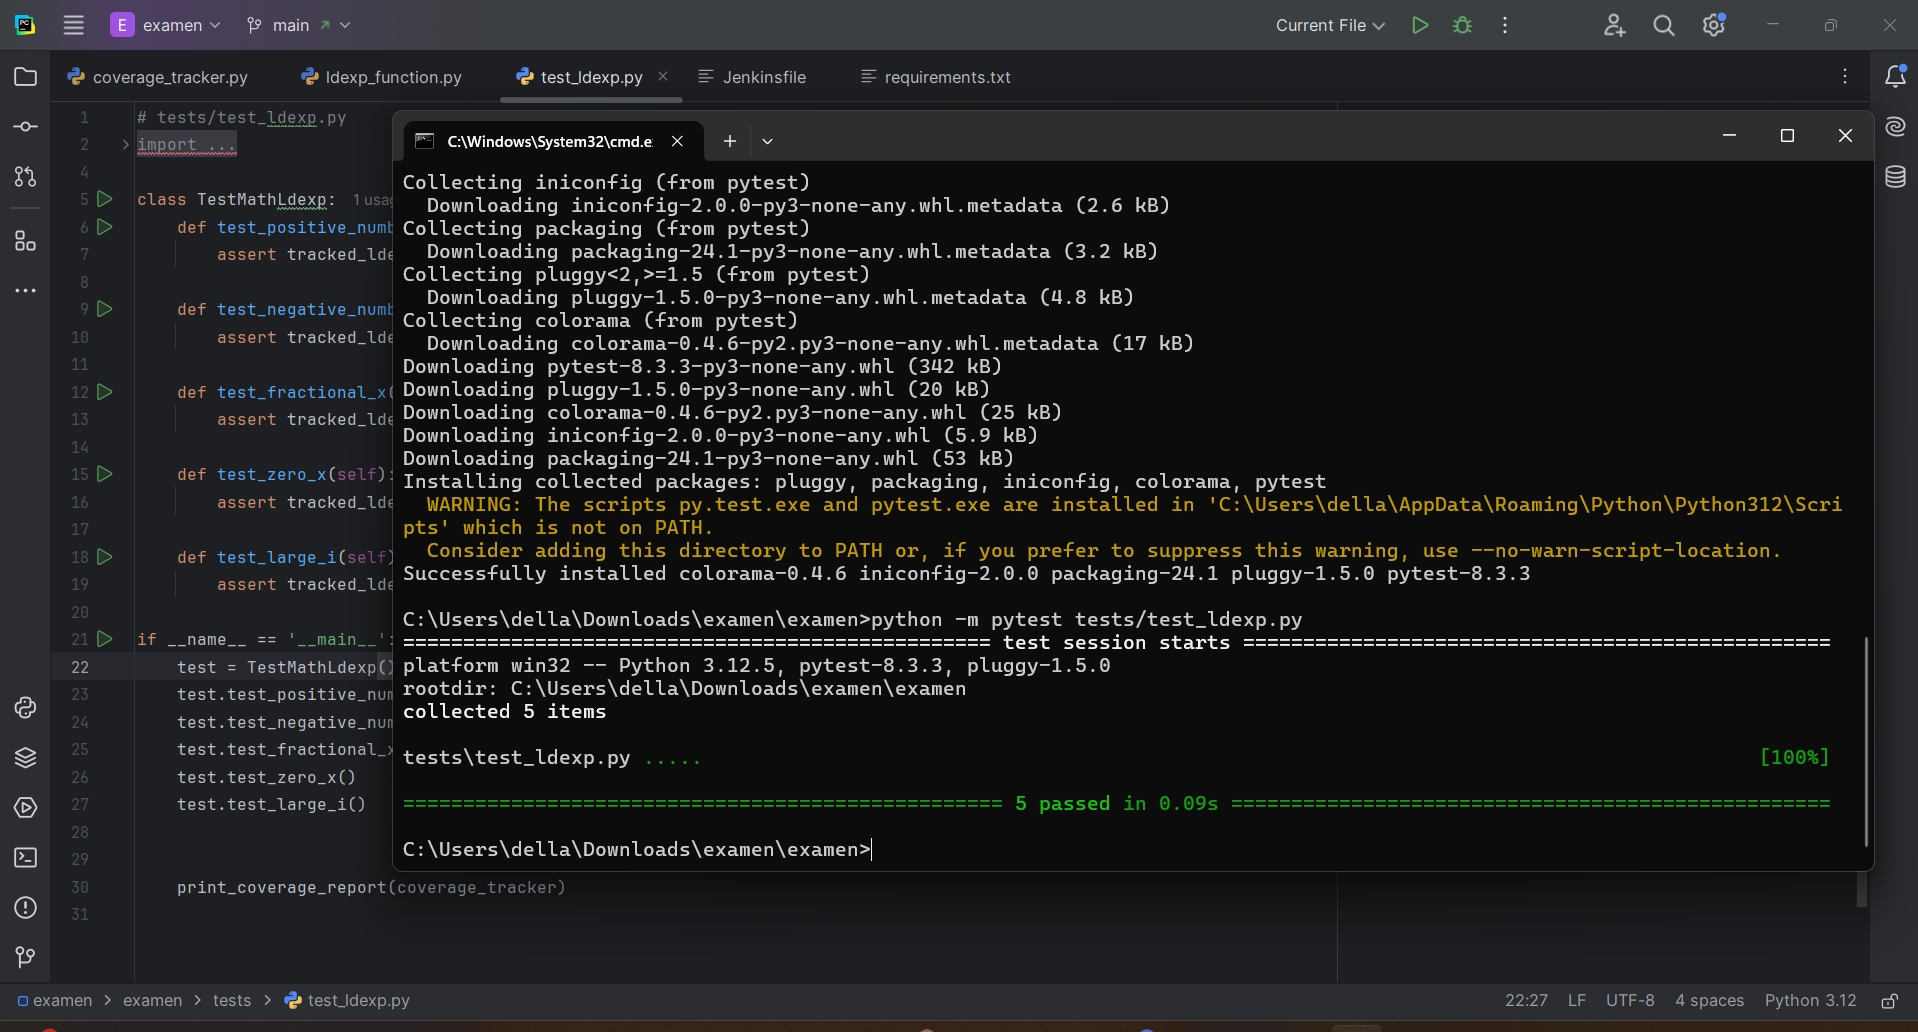 E examen main Current File
coverage_tracker.py ldexp_function.py test_ldexp.py Jenkinsfile requirements.txt
1 # tests/test_ldexp.py
2 import ...
4
5 class TestMathLdexp: 1 usag
6 def test_positive_numb
7 assert tracked_lde
8
9 def test_negative_numb
10 assert tracked_lde
11
12 def test_fractional_x(
13 assert tracked_lde
14
15 def test_zero_x(self):
16 assert tracked_lde
17
18 def test_large_i(self)
19 assert tracked_lde
20
21 if __name__ == '__main__':
22 test = TestMathLdexp()
23 test.test_positive_num
24 test.test_negative_num
25 test.test_fractional_x
26 test.test_zero_x()
27 test.test_large_i()
28
29
30 print_coverage_report(coverage_tracker)
31
C:\Windows\System32\cmd.e
Collecting iniconfig (from pytest)
Downloading iniconfig-2.0.0-py3-none-any.whl.metadata (2.6 kB)
Collecting packaging (from pytest)
Downloading packaging-24.1-py3-none-any.whl.metadata (3.2 kB)
Collecting pluggy<2,>=1.5 (from pytest)
Downloading pluggy-1.5.0-py3-none-any.whl.metadata (4.8 kB)
Collecting colorama (from pytest)
Downloading colorama-0.4.6-py2.py3-none-any.whl.metadata (17 kB)
Downloading pytest-8.3.3-py3-none-any.whl (342 kB)
Downloading pluggy-1.5.0-py3-none-any.whl (20 kB)
Downloading colorama-0.4.6-py2.py3-none-any.whl (25 kB)
Downloading iniconfig-2.0.0-py3-none-any.whl (5.9 kB)
Downloading packaging-24.1-py3-none-any.whl (53 kB)
Installing collected packages: pluggy, packaging, iniconfig, colorama, pytest
WARNING: The scripts py.test.exe and pytest.exe are installed in 'C:\Users\della\AppData\Roaming\Python\Python312\Scri
pts' which is not on PATH.
Consider adding this directory to PATH or, if you prefer to suppress this warning, use --no-warn-script-location.
Successfully installed colorama-0.4.6 iniconfig-2.0.0 packaging-24.1 pluggy-1.5.0 pytest-8.3.3
C:\Users\della\Downloads\examen\examen>python -m pytest tests/test_ldexp.py
================================================= test session starts =================================================
platform win32 -- Python 3.12.5, pytest-8.3.3, pluggy-1.5.0
rootdir: C:\Users\della\Downloads\examen\examen
collected 5 items
tests\test_ldexp.py ..... [100%]
================================================== 5 passed in 0.09s ==================================================
C:\Users\della\Downloads\examen\examen>
examen > examen > tests > test_ldexp.py 22:27 LF UTF-8 4 spaces Python 3.12